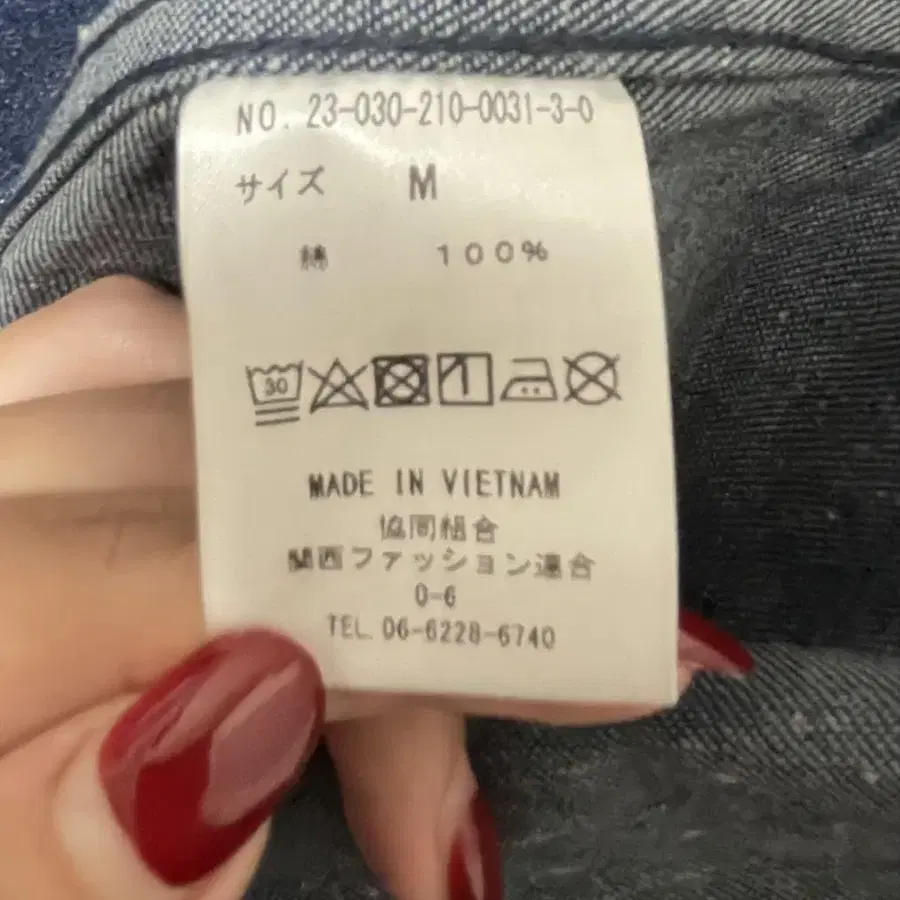 NO. 23-030-210-0031-3-0
サイズ M
綿 100%
30
MADE IN VIETNAM
協同組合
関西ファッション連合
O-6
TEL 06-6228-6740